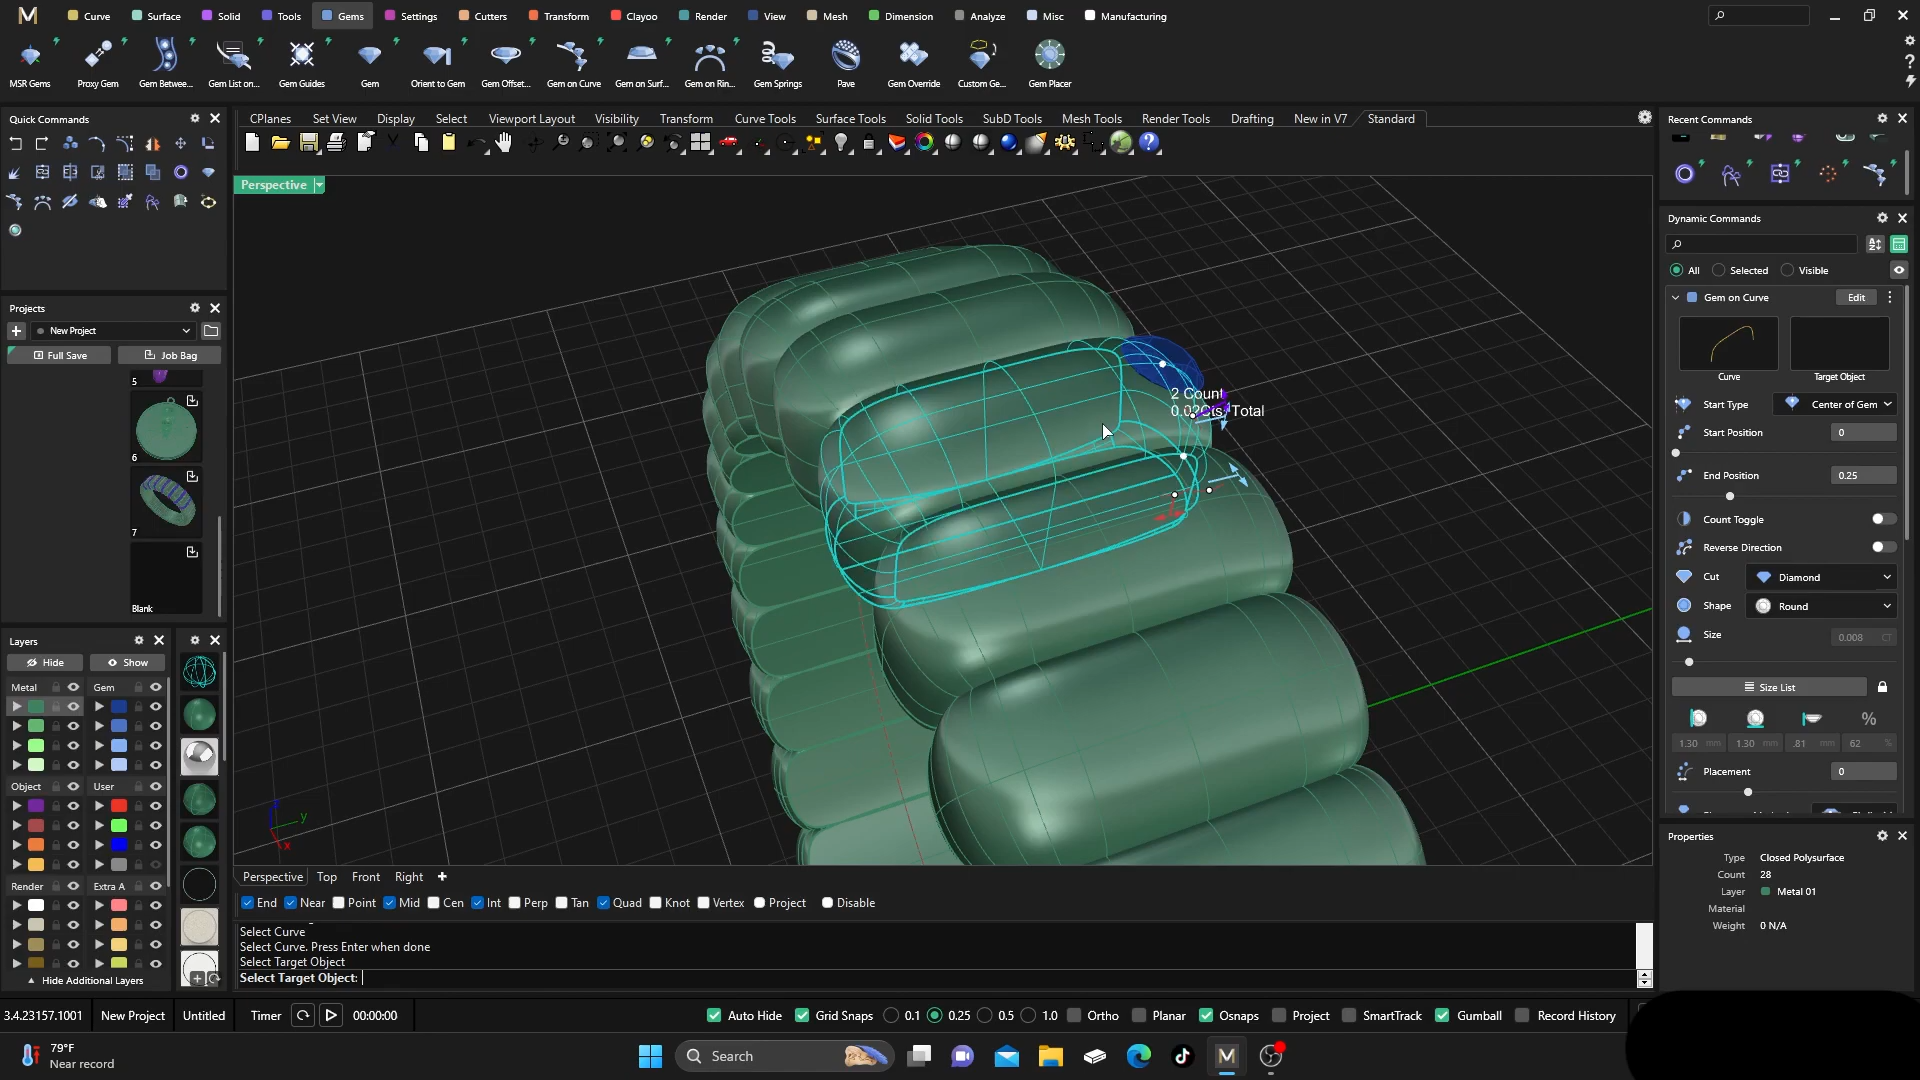 Curve
Surface
Solid
Tools
Gems
Settings
Cutters
Transform
Clayoo
Render
View
Mesh
Dimension
Analyze
Misc
Manufacturing
MSR Gems
Proxy Gem
Gem Betwee...
Gem List on...
Gem Guides
Gem
Orient to Gem
Gem Offset...
Gem on Curve
Gem on Surf...
Gem on Rin...
Gem Springs
Pave
Gem Override
Custom Ge...
Gem Placer
Quick Commands
CPlanes
Set View
Display
Select
Viewport Layout
Visibility
Transform
Curve Tools
Surface Tools
Solid Tools
SubD Tools
Mesh Tools
Render Tools
Drafting
New in V7
Standard
Recent Commands
Perspective
Projects
New Project
Full Save
Job Bag
5
6
7
Blank
2 Count
Total
y
x
Dynamic Commands
All
Selected
Visible
Gem on Curve
Edit
Curve
Target Object
Start Type
Center of Gem
Start Position
0
End Position
0.25
Count Toggle
Reverse Direction
Cut
Diamond
Shape
Round
Size
0.008 CT
Size List
%
1.30 mm
1.30 mm
.81 mm
62 %
Placement
0
Layers
Hide
Show
Metal
Gem
Object
User
Render
Extra A
Hide Additional Layers
Perspective
Top
Front
Right
End
Near
Point
Mid
Cen
Int
Perp
Tan
Quad
Knot
Vertex
Project
Disable
Select Curve
Select Curve. Press Enter when done
Select Target Object
Select Target Object:
Properties
Type Closed Polysurface
Count 28
Layer Metal 01
Material
Weight 0 N/A
3.4.23157.1001
New Project
Untitled
Timer
00:00:00
Auto Hide
Grid Snaps
0.1
0.25
0.5
1.0
Ortho
Planar
Osnaps
Project
SmartTrack
Gumball
Record History
79°F
Near record
Search